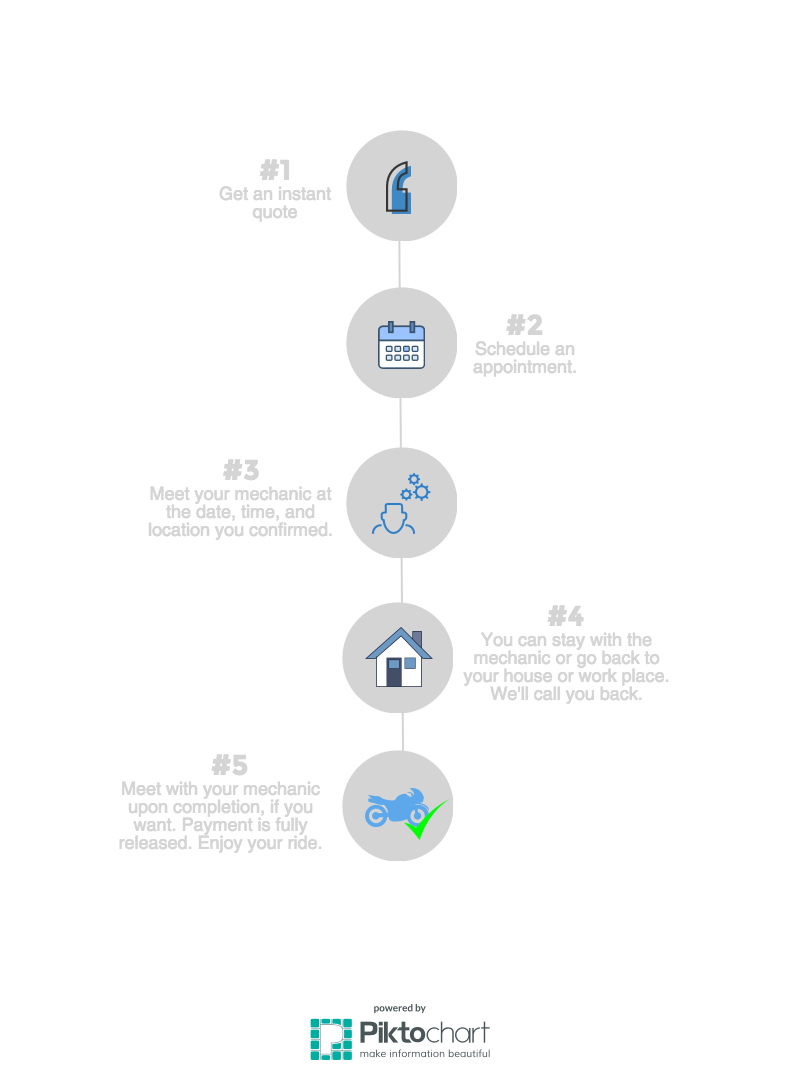 #1
Get an instant
quote
#2
Schedule an
appointment.
#3
Meet your mechanic at
the date, time, and
location you confirmed.
#4
You can stay with the
mechanic or go back to
your house or work place.
We'll call you back.
#5
Meet with your mechanic
upon completion, if you
want. Payment is fully
released. Enjoy your ride.
powered by
Piktochart
make information beautiful